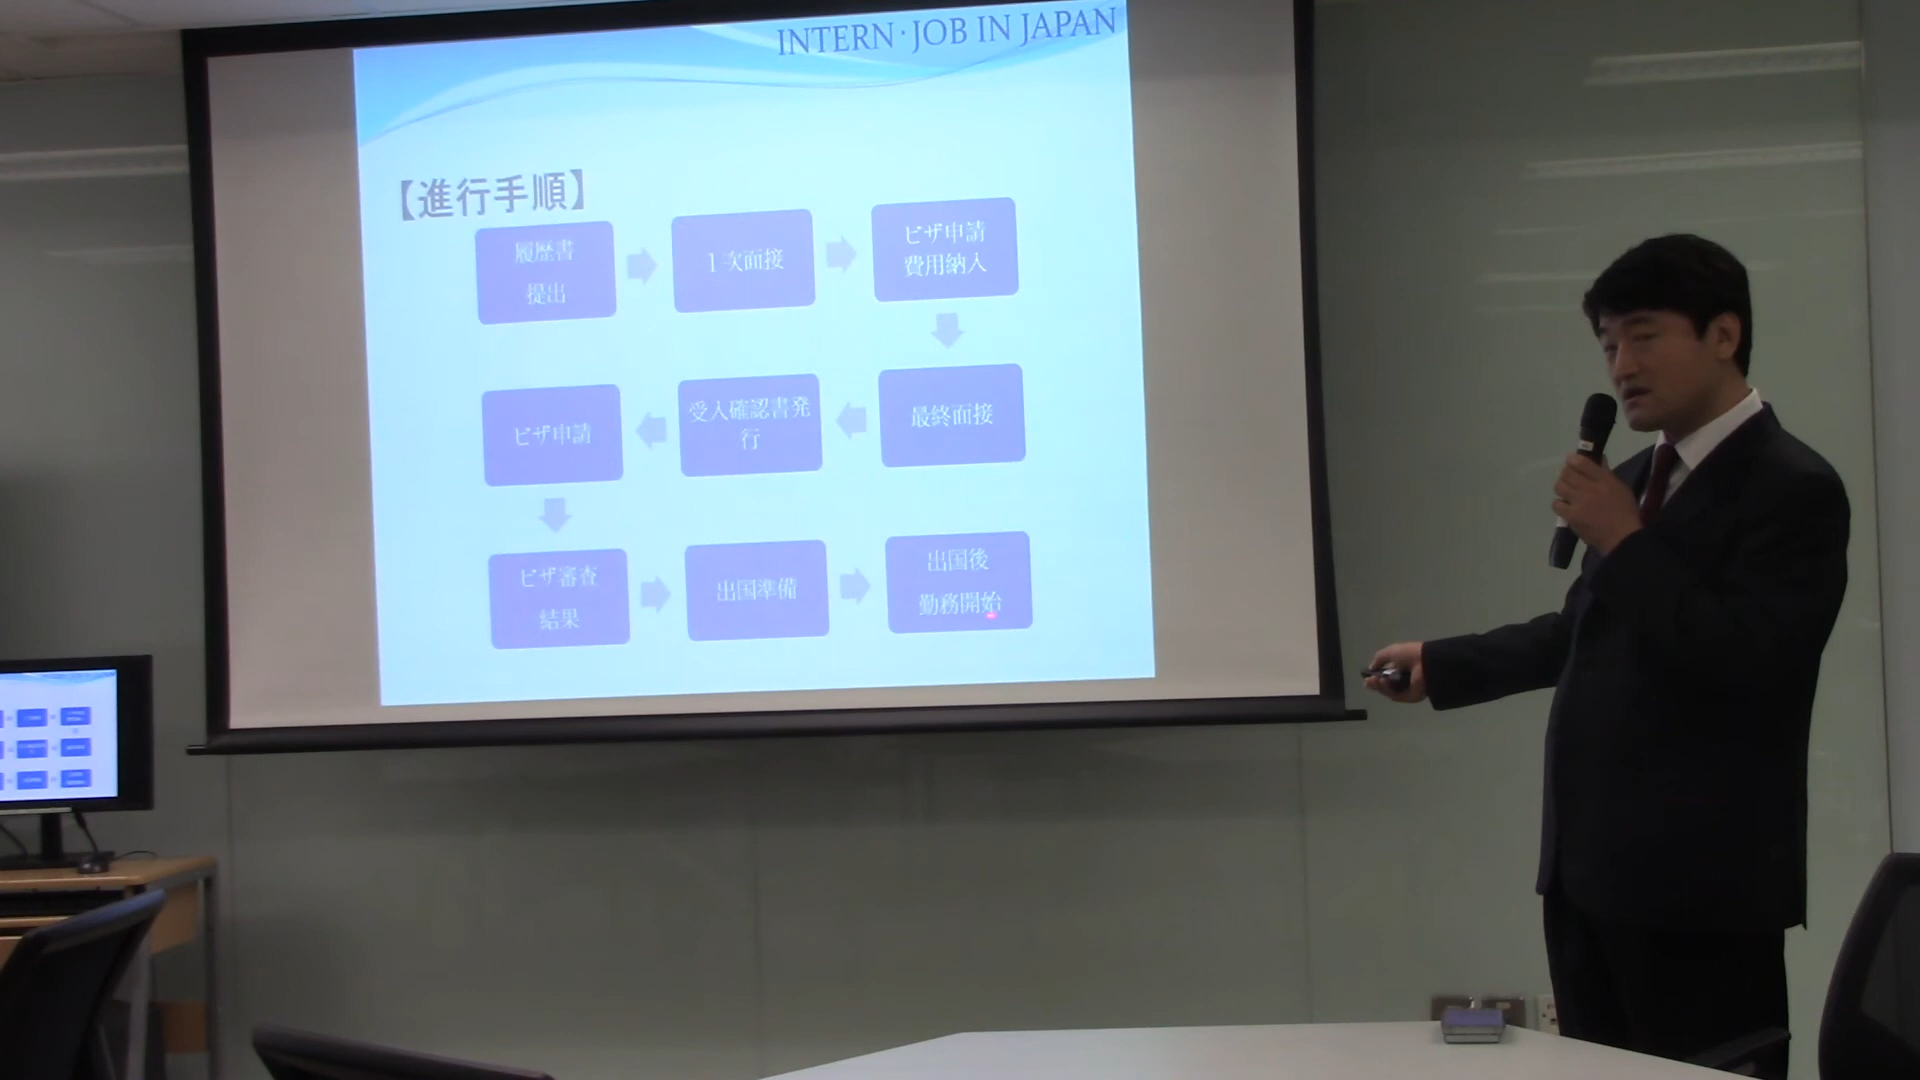 INTERN・JOB IN JAPAN
【進行手順】
履歴書
提出
1次面接
ビザ申請
費用納入
最終面接
受入確認書発
行
ビザ申請
ビザ審査
結果
出国準備
出国後
勤務開始